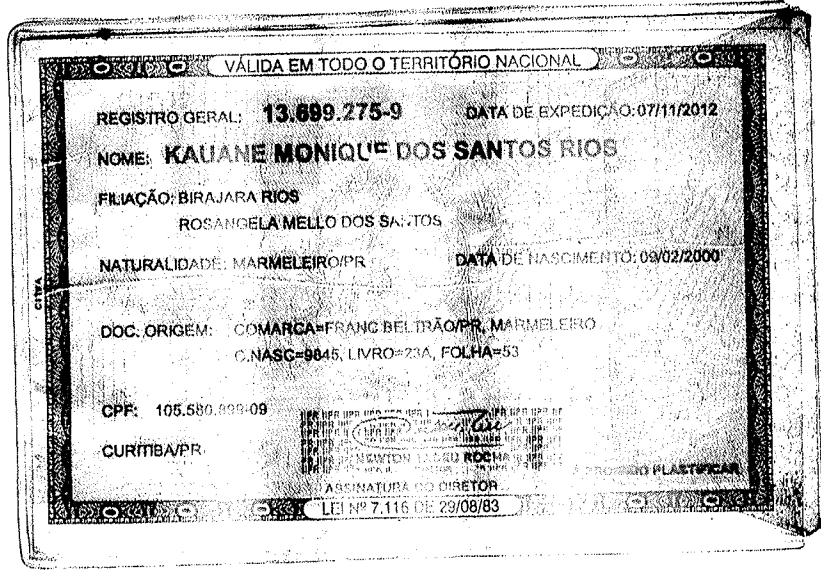 VÁLIDA EM TODO O TERRITÓRIO NACIONAL
REGISTRO GERAL: 13.699.275-9 DATA DE EXPEDIÇÃO: 07/11/2012
NOME: KAUANE MONIQUE DOS SANTOS RIOS
FILIAÇÃO: BIRAJARA RIOS
ROSANGELA MELLO DOS SANTOS
NATURALIDADE: MARMELEIRO/PR DATA DE NASCIMENTO: 09/02/2000
DOC. ORIGEM: COMARCA=FRANC BELTRÃO/PR, MARMELEIRO
C.NASC=9845, LIVRO=23A, FOLHA=53
CPF: 105.580.899-09
CURITIBA/PR
NEWTON ROCHA
É PROIBIDO PLASTIFICAR
ASSINATURA DO DIRETOR
LEI Nº 7.116 DE 29/08/83